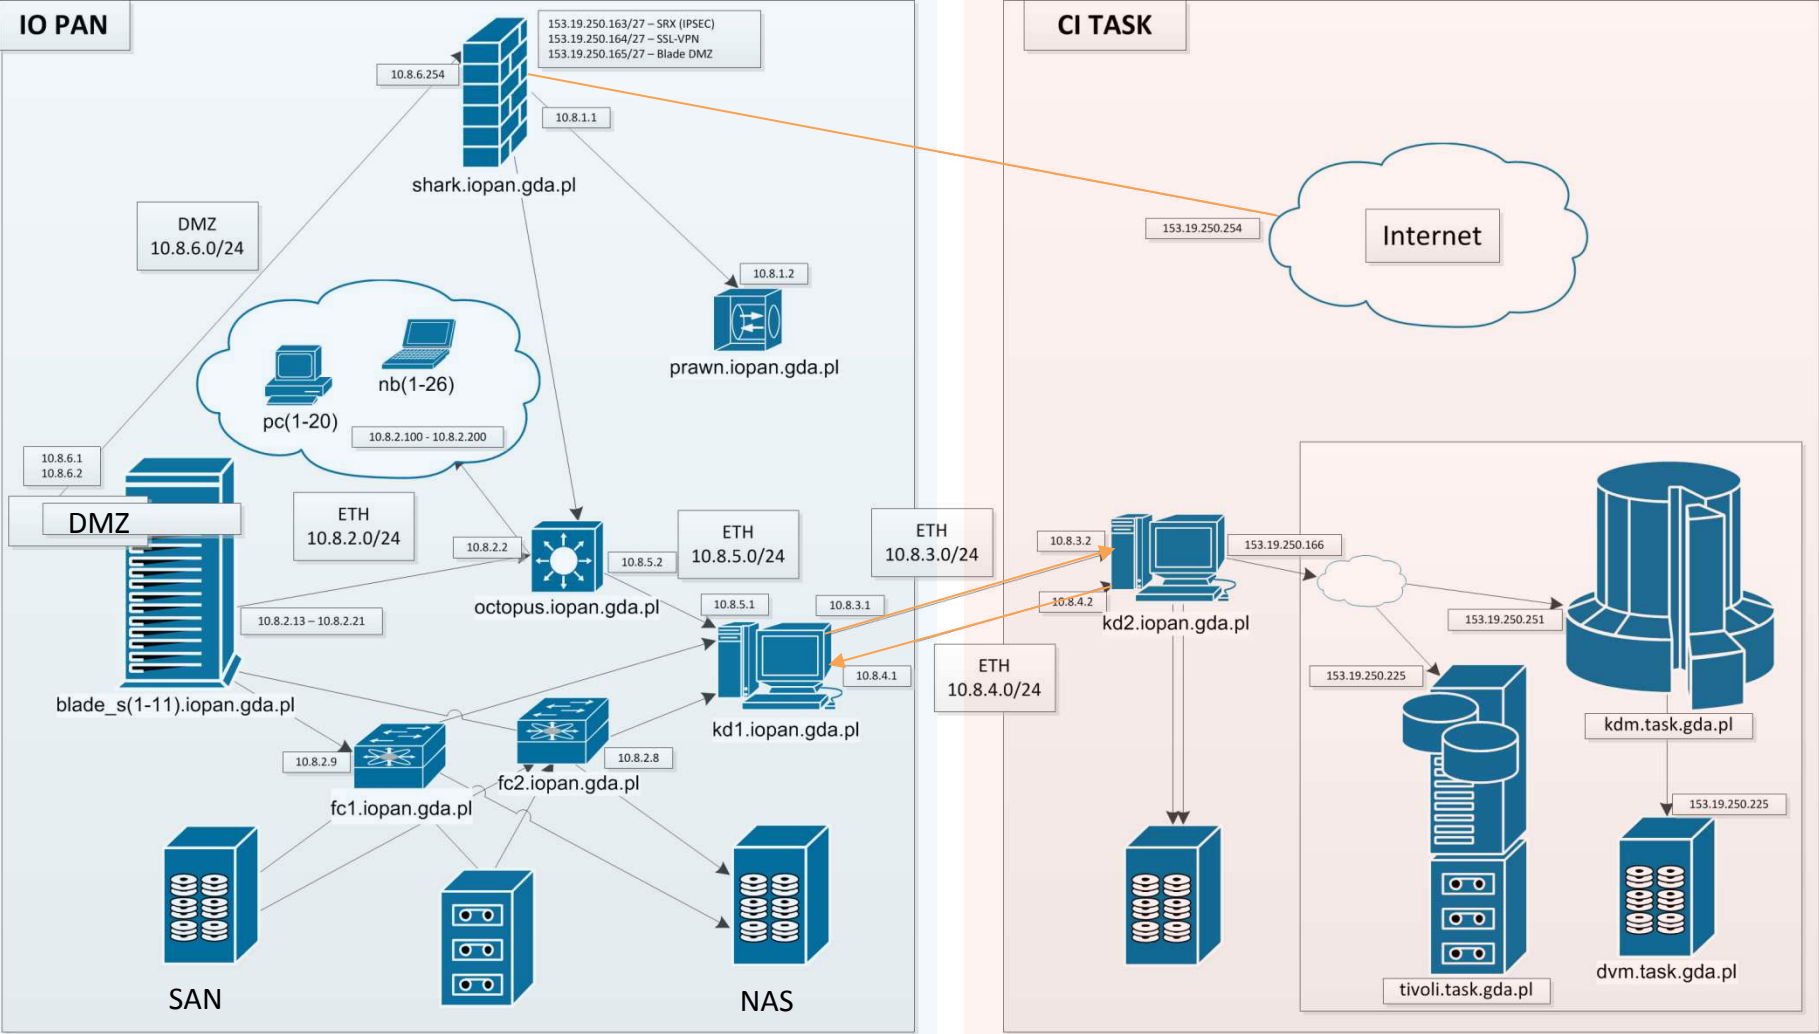 IO PAN
153.19.250.163/27 – SRX (IPSEC)
153.19.250.164/27 – SSL-VPN
153.19.250.165/27 – Blade DMZ
10.8.6.254
10.8.1.1
shark.iopan.gda.pl
DMZ
10.8.6.0/24
10.8.1.2
prawn.iopan.gda.pl
nb(1-26)
pc(1-20)
10.8.2.100 - 10.8.2.200
10.8.6.1
10.8.6.2
DMZ
ETH
10.8.2.0/24
10.8.2.2
10.8.5.2
ETH
10.8.5.0/24
octopus.iopan.gda.pl
10.8.2.13 – 10.8.2.21
10.8.5.1
10.8.3.1
10.8.4.1
blade_s(1-11).iopan.gda.pl
kd1.iopan.gda.pl
10.8.2.9
10.8.2.8
fc2.iopan.gda.pl
fc1.iopan.gda.pl
SAN
NAS
ETH
10.8.3.0/24
ETH
10.8.4.0/24
CI TASK
153.19.250.254
Internet
10.8.3.2
153.19.250.166
10.8.4.2
kd2.iopan.gda.pl
153.19.250.251
153.19.250.225
kdm.task.gda.pl
153.19.250.225
dvm.task.gda.pl
tivoli.task.gda.pl